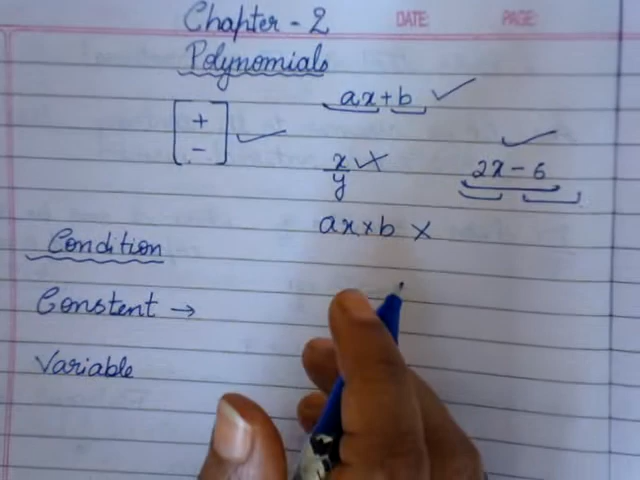 Chapter - 2 DATE: PAGE:
Polynomials
ax+b ✓
+ ✓
-
x/y ✓✗
✓
2x - 6
ax×b ✗
Condition
Constent →
Variable